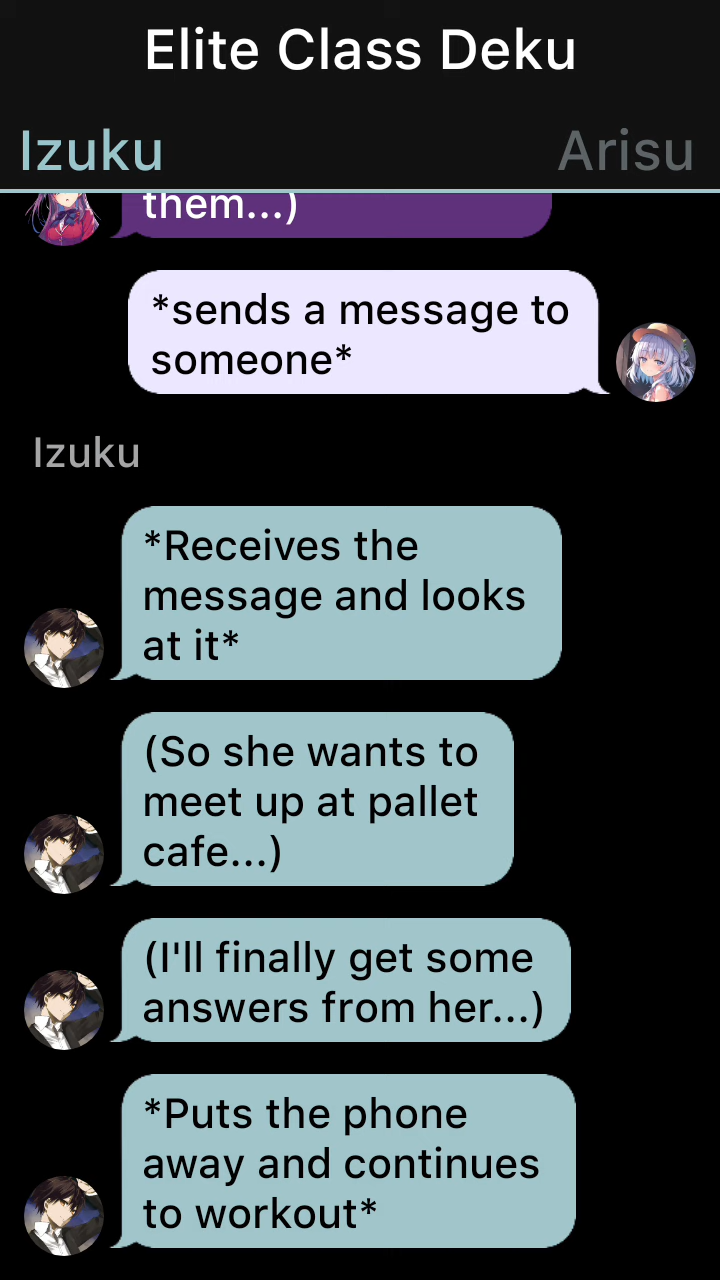 Elite Class Deku
Izuku
Arisu
them...)
*sends a message to
someone*
Izuku
*Receives the
message and looks
at it*
(So she wants to
meet up at pallet
cafe...)
(I'll finally get some
answers from her...)
*Puts the phone
away and continues
to workout*